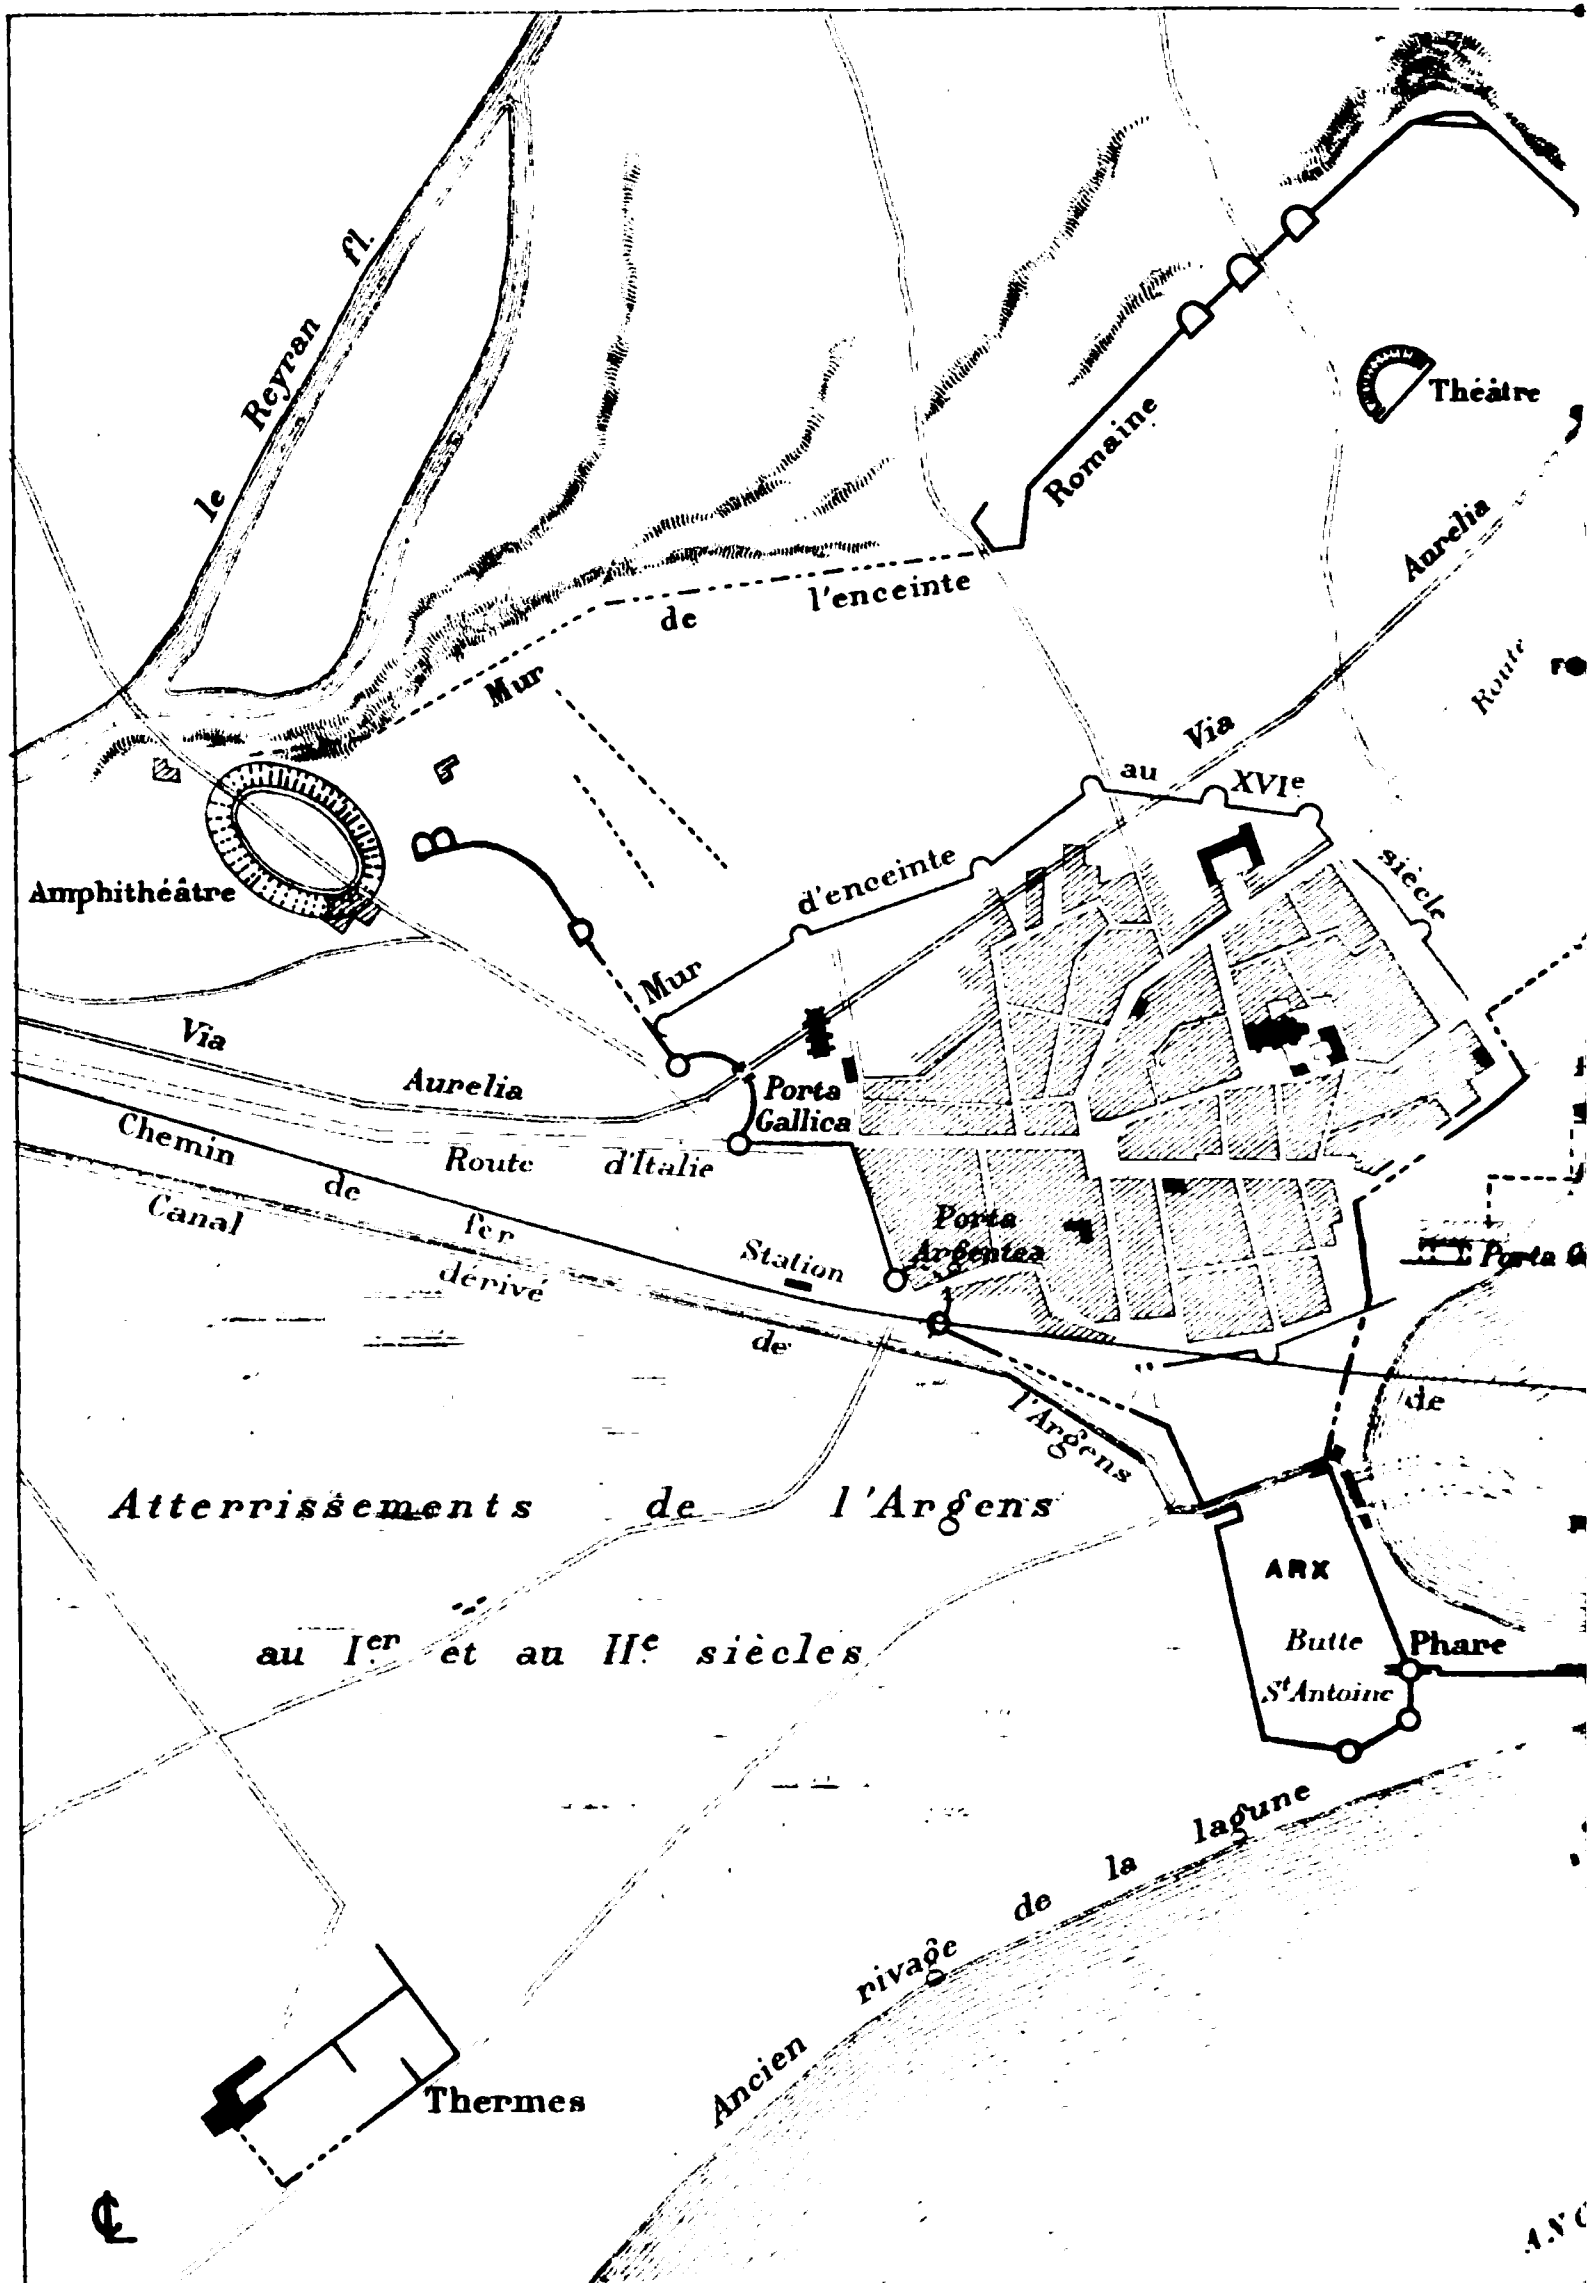 le Reyran fl.
Théâtre
Mur de l'enceinte Romaine
Via Aurelia
Route
Amphithéâtre
Mur d'enceinte au XVIe siècle
Via Aurelia
Porta
Gallica
Route d'Italie
Chemin de fer de
Canal dérivé de l'Argens
Station
Porta
Argentea
Porta
Atterrissements de l'Argens
au Ier et au IIe siècles
ARX
Butte
St Antoine
Phare
Ancien rivage de la lagune
Thermes